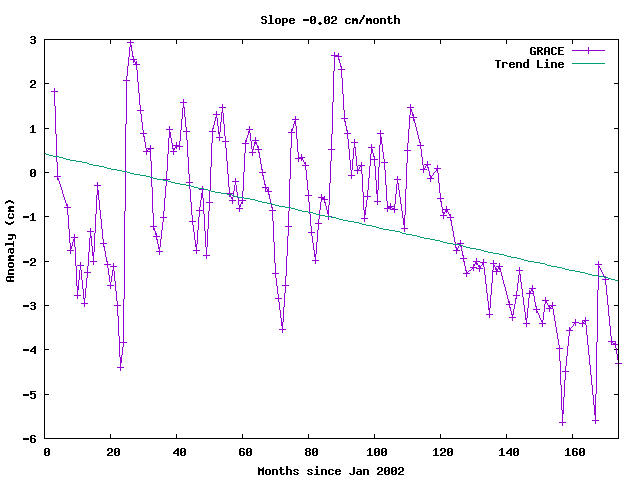 Slope -0.02 cm/month
GRACE
Trend Line
3
2
1
0
-1
-2
-3
-4
-5
-6
Anomaly (cm)
0 20 40 60 80 100 120 140 160
Months since Jan 2002